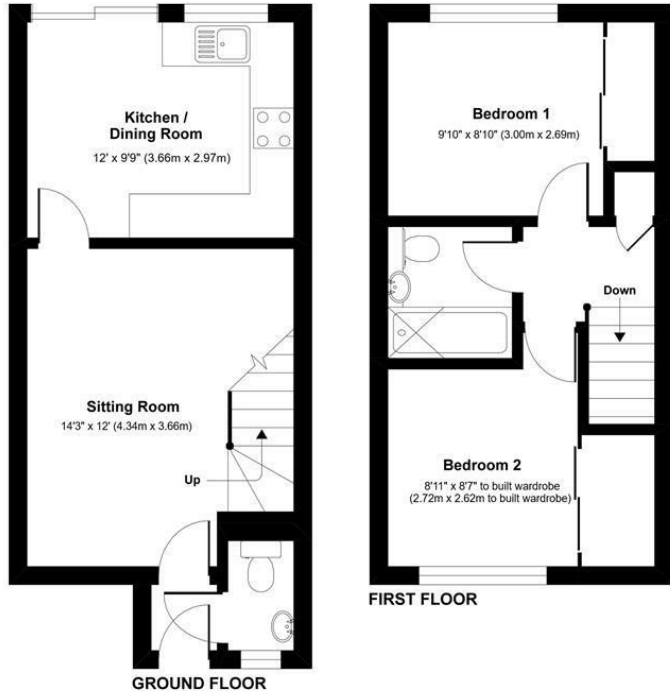 Kitchen /
Dining Room
12' x 9'9" (3.66m x 2.97m)
Sitting Room
14'3" x 12' (4.34m x 3.66m)
Up
GROUND FLOOR
Bedroom 1
9'10" x 8'10" (3.00m x 2.69m)
Down
Bedroom 2
8'11" x 8'7" to built wardrobe
(2.72m x 2.62m to built wardrobe)
FIRST FLOOR